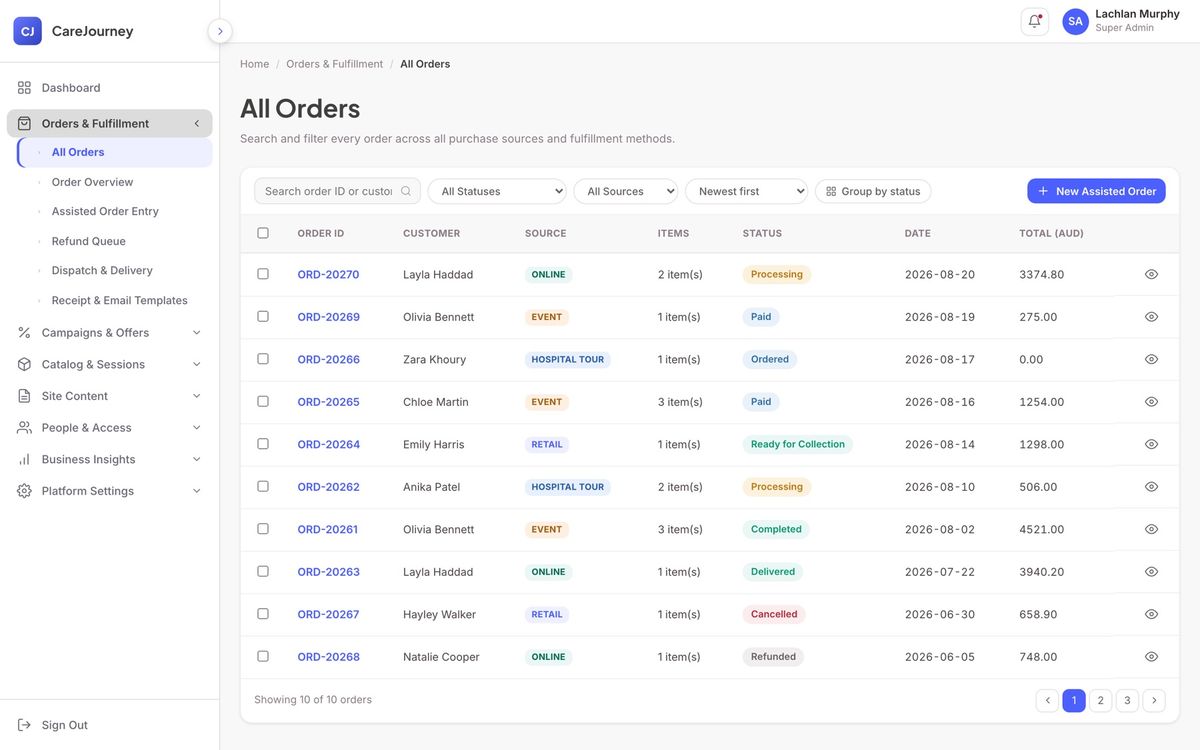 CJ CareJourney
Dashboard
Orders & Fulfillment
All Orders
Order Overview
Assisted Order Entry
Refund Queue
Dispatch & Delivery
Receipt & Email Templates
Campaigns & Offers
Catalog & Sessions
Site Content
People & Access
Business Insights
Platform Settings
Sign Out
SA Lachlan Murphy
Super Admin
Home / Orders & Fulfillment / All Orders
All Orders
Search and filter every order across all purchase sources and fulfillment methods.
Search order ID or custo All Statuses All Sources Newest first Group by status + New Assisted Order
ORDER ID CUSTOMER SOURCE ITEMS STATUS DATE TOTAL (AUD)
ORD-20270 Layla Haddad ONLINE 2 item(s) Processing 2026-08-20 3374.80
ORD-20269 Olivia Bennett EVENT 1 item(s) Paid 2026-08-19 275.00
ORD-20266 Zara Khoury HOSPITAL TOUR 1 item(s) Ordered 2026-08-17 0.00
ORD-20265 Chloe Martin EVENT 3 item(s) Paid 2026-08-16 1254.00
ORD-20264 Emily Harris RETAIL 1 item(s) Ready for Collection 2026-08-14 1298.00
ORD-20262 Anika Patel HOSPITAL TOUR 2 item(s) Processing 2026-08-10 506.00
ORD-20261 Olivia Bennett EVENT 3 item(s) Completed 2026-08-02 4521.00
ORD-20263 Layla Haddad ONLINE 1 item(s) Delivered 2026-07-22 3940.20
ORD-20267 Hayley Walker RETAIL 1 item(s) Cancelled 2026-06-30 658.90
ORD-20268 Natalie Cooper ONLINE 1 item(s) Refunded 2026-06-05 748.00
Showing 10 of 10 orders
1 2 3